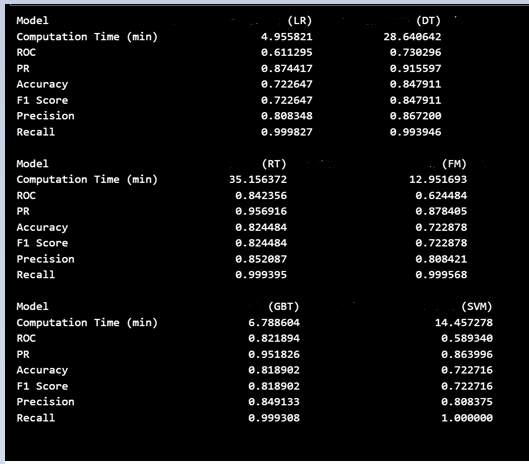 Model (LR) (DT)
Computation Time (min) 4.955821 28.640642
ROC 0.611295 0.730296
PR 0.874417 0.915597
Accuracy 0.722647 0.847911
F1 Score 0.722647 0.847911
Precision 0.808348 0.867200
Recall 0.999827 0.993946
Model (RT) (FM)
Computation Time (min) 35.156372 12.951693
ROC 0.842356 0.624484
PR 0.956916 0.878405
Accuracy 0.824484 0.722878
F1 Score 0.824484 0.722878
Precision 0.852087 0.808421
Recall 0.999395 0.999568
Model (GBT) (SVM)
Computation Time (min) 6.788604 14.457278
ROC 0.821894 0.589340
PR 0.951826 0.863996
Accuracy 0.818902 0.722716
F1 Score 0.818902 0.722716
Precision 0.849133 0.808375
Recall 0.999308 1.000000